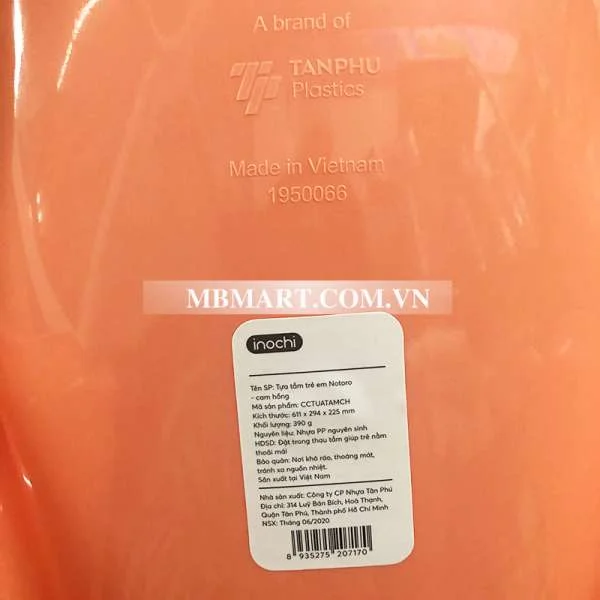 A brand of
TANPHU
Plastics
Made in Vietnam
1950066
MBMART.COM.VN
inochi
Tên SP: Tựa tắm trẻ em Notoro
- cam hồng
Mã sản phẩm: CCTUATAMCH
Kích thước: 611 x 294 x 225 mm
Khối lượng: 390 g
Nguyên liệu: Nhựa PP nguyên sinh
HDSD: Đặt trong thau tắm giúp trẻ nằm
thoải mái
Bảo quản: Nơi khô ráo, thoáng mát,
tránh xa nguồn nhiệt.
Sản xuất tại Việt Nam
Nhà sản xuất: Công ty CP Nhựa Tân Phú
Địa chỉ: 314 Luỹ Bán Bích, Hoà Thạnh,
Quận Tân Phú, Thành phố Hồ Chí Minh
NSX: Tháng 06/2020
8 935275 207170